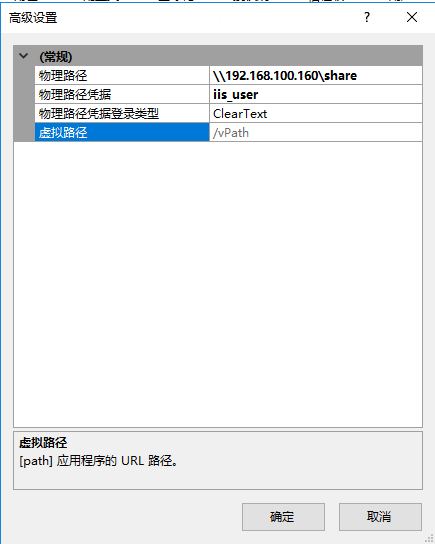 高级设置
(常规)
物理路径 \\192.168.100.160\share
物理路径凭据 iis_user
物理路径凭据登录类型 ClearText
虚拟路径 /vPath
虚拟路径
[path] 应用程序的 URL 路径。
确定 取消